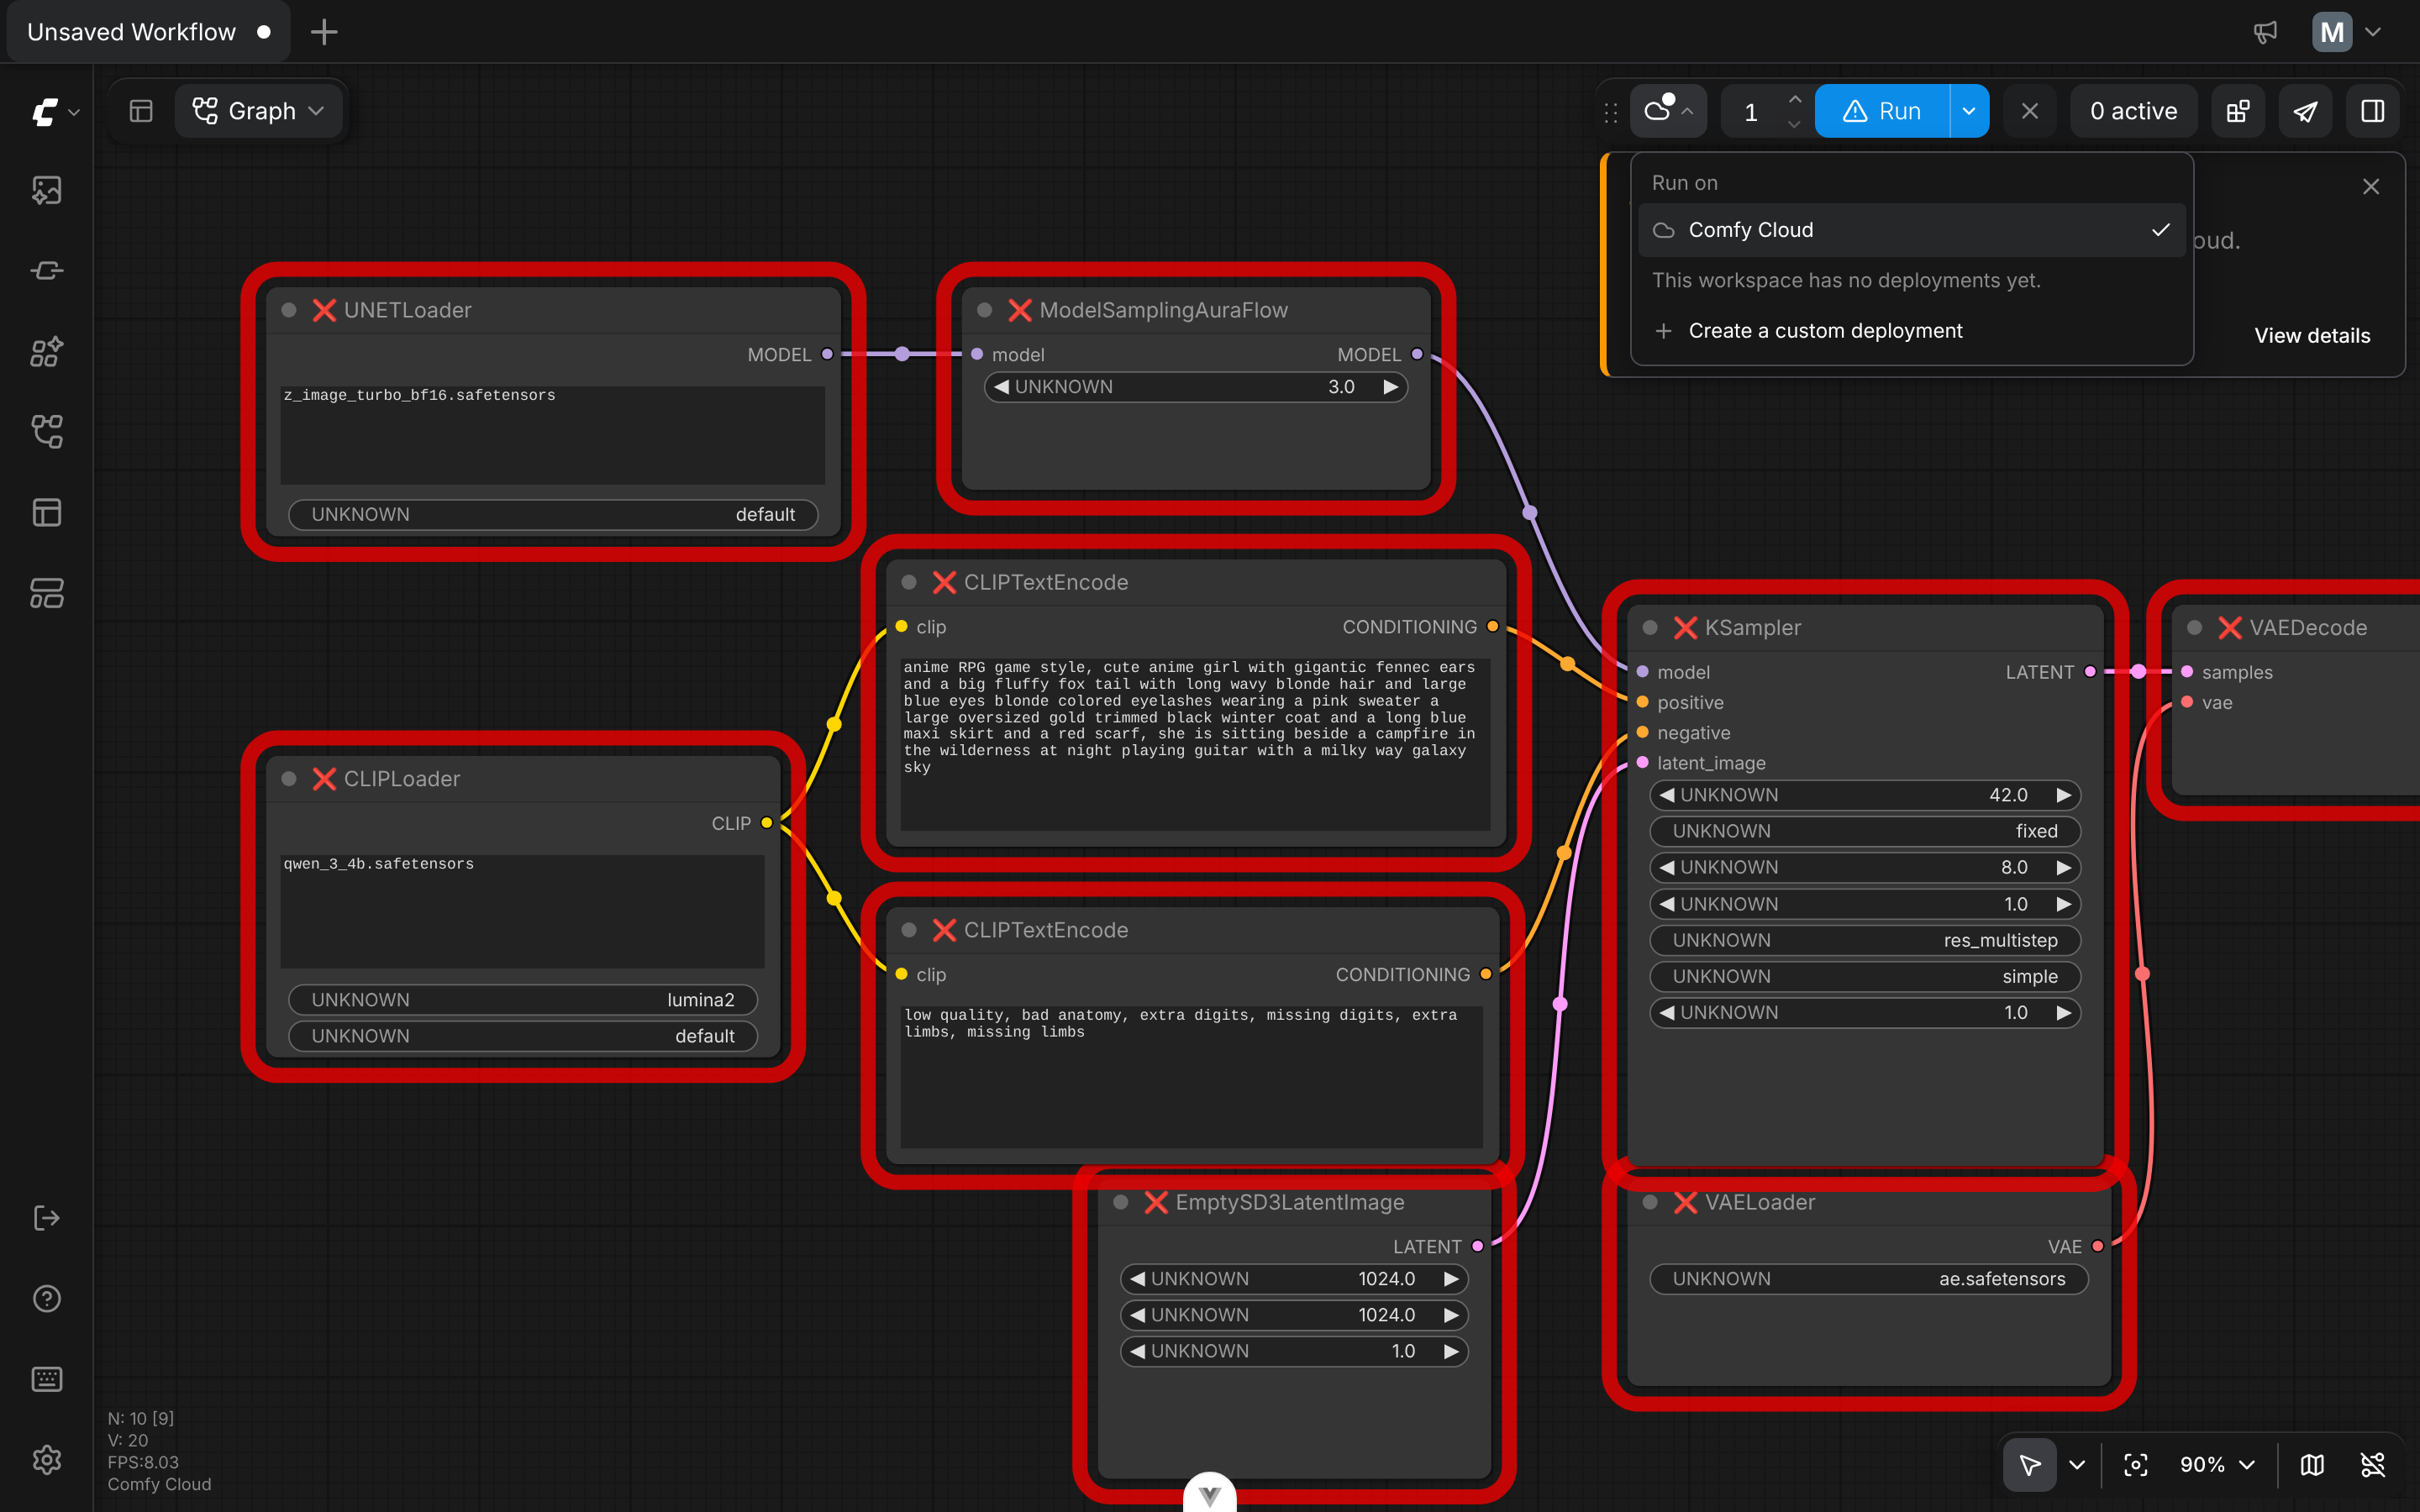 Unsaved Workflow
M
Graph
1
Run
0 active
Run on
Comfy Cloud
oud.
This workspace has no deployments yet.
Create a custom deployment
View details
UNETLoader
MODEL
z_image_turbo_bf16.safetensors
UNKNOWN default
ModelSamplingAuraFlow
model MODEL
UNKNOWN 3.0
CLIPTextEncode
clip CONDITIONING
anime RPG game style, cute anime girl with gigantic fennec ears
and a big fluffy fox tail with long wavy blonde hair and large
blue eyes blonde colored eyelashes wearing a pink sweater a
large oversized gold trimmed black winter coat and a long blue
maxi skirt and a red scarf, she is sitting beside a campfire in
the wilderness at night playing guitar with a milky way galaxy
sky
CLIPLoader
CLIP
qwen_3_4b.safetensors
UNKNOWN lumina2
UNKNOWN default
CLIPTextEncode
clip CONDITIONING
low quality, bad anatomy, extra digits, missing digits, extra
limbs, missing limbs
KSampler
model LATENT
positive
negative
latent_image
UNKNOWN 42.0
UNKNOWN fixed
UNKNOWN 8.0
UNKNOWN 1.0
UNKNOWN res_multistep
UNKNOWN simple
UNKNOWN 1.0
VAEDecode
samples
vae
EmptySD3LatentImage
LATENT
UNKNOWN 1024.0
UNKNOWN 1024.0
UNKNOWN 1.0
VAELoader
VAE
UNKNOWN ae.safetensors
N: 10 [9]
V: 20
FPS:8.03
Comfy Cloud
90%